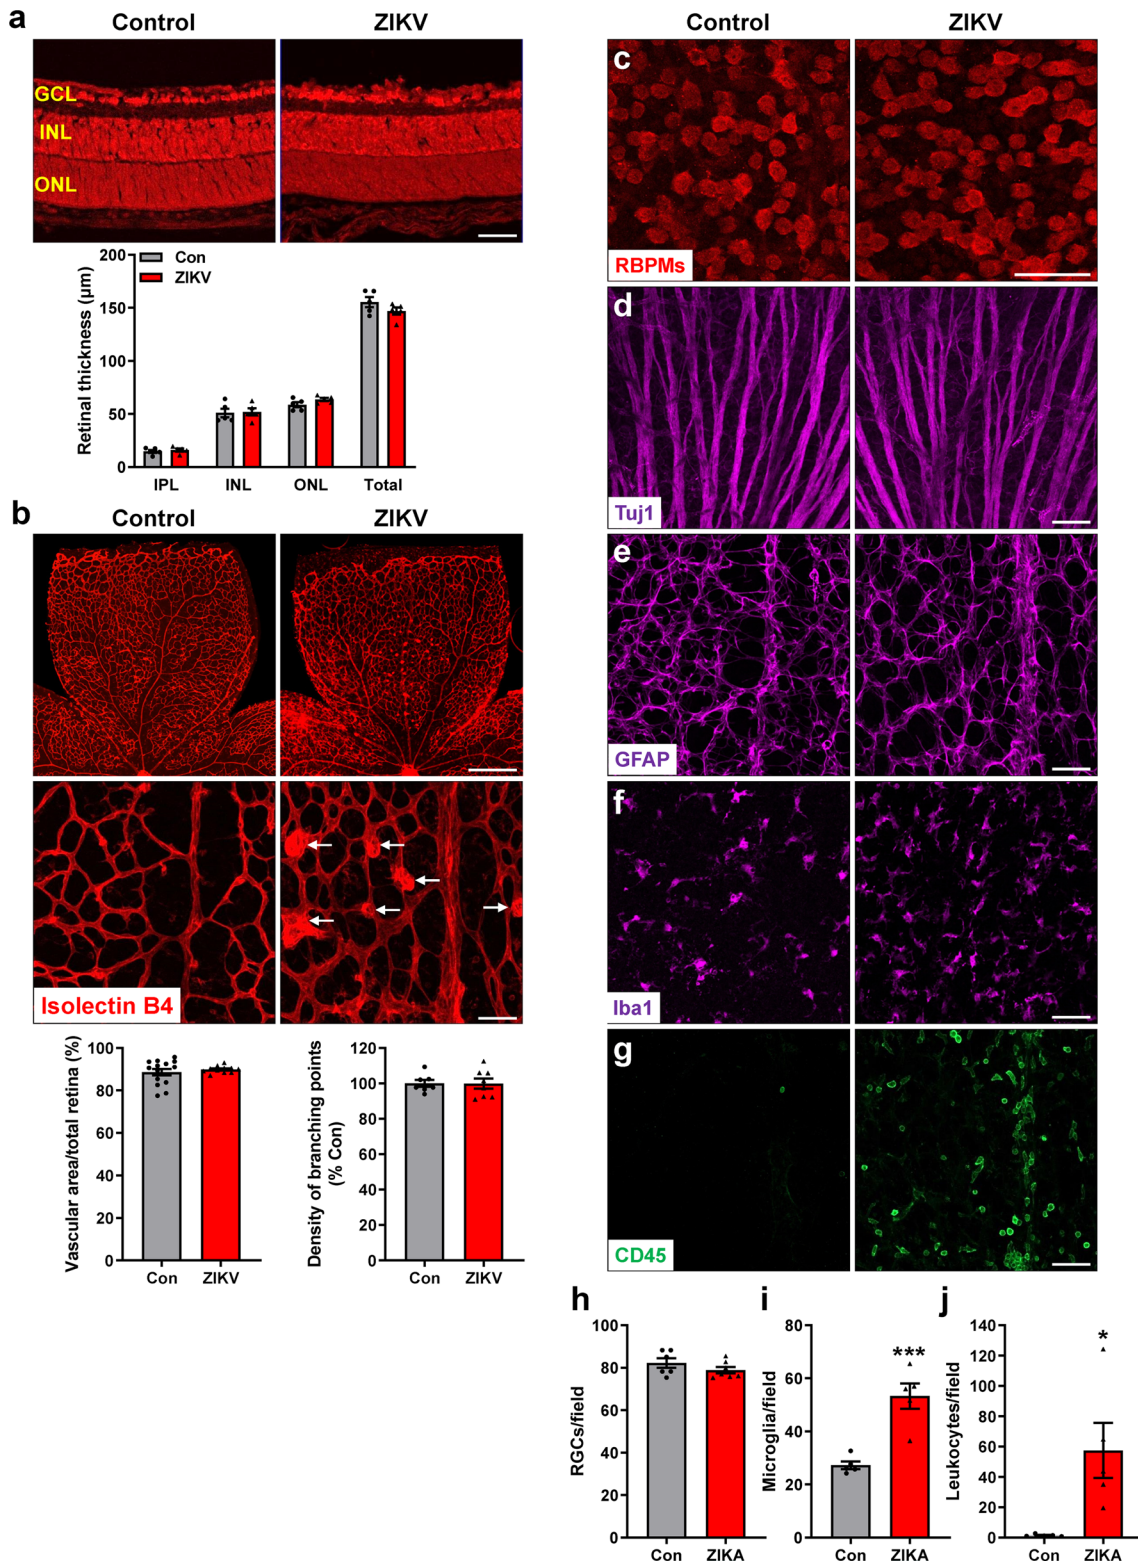 a
Control
ZIKV
GCL
INL
ONL
Retinal thickness (μm)
200
150
100
50
0
Con
ZIKV
IPL
INL
ONL
Total
b
Control
ZIKV
Isolectin B4
Vascular area/total retina (%)
100
80
60
40
20
0
Con
ZIKV
Density of branching points
(% Con)
120
100
80
60
40
20
0
Con
ZIKV
Control
ZIKV
c
RBPMs
d
Tuj1
e
GFAP
f
Iba1
g
CD45
h
RGCs/field
100
80
60
40
20
0
Con
ZIKA
i
Microglia/field
80
60
40
20
0
***
Con
ZIKA
j
Leukocytes/field
140
120
100
80
60
40
20
0
*
Con
ZIKA